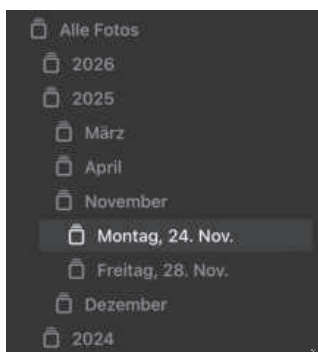 Alle Fotos
2026
2025
März
April
November
Montag, 24. Nov.
Freitag, 28. Nov.
Dezember
2024